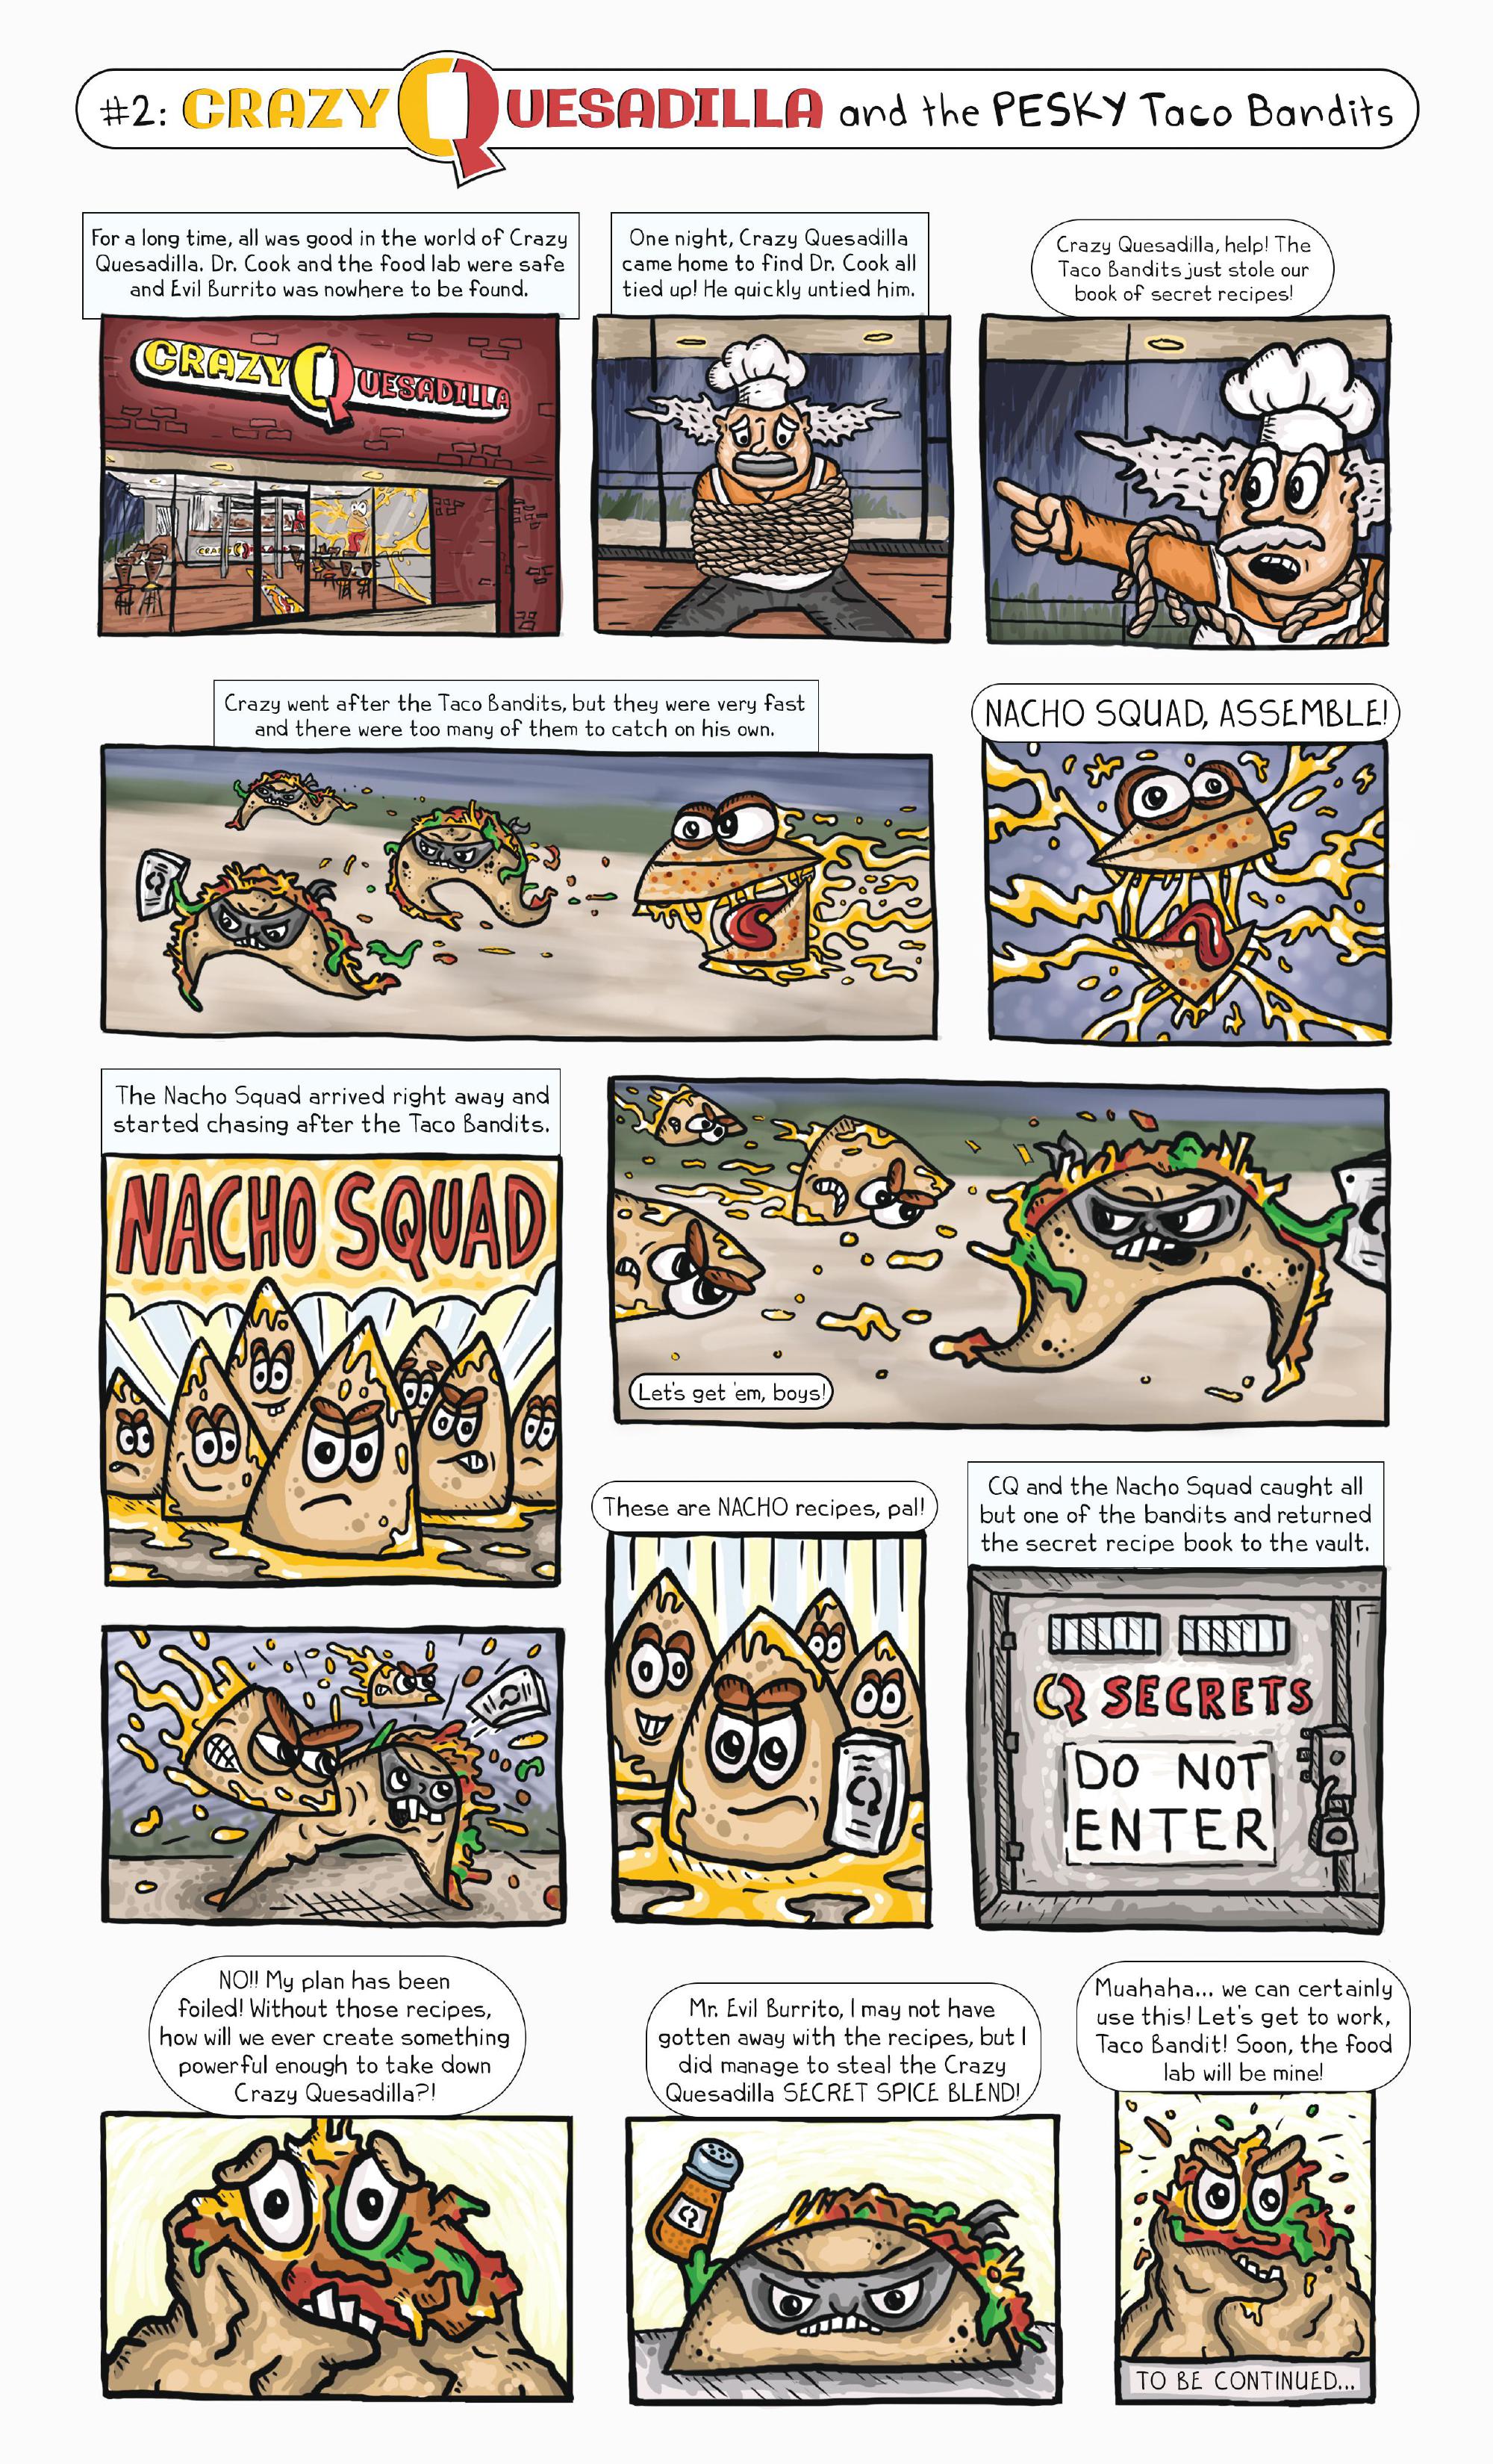 #2: CRAZY QUESADILLA and the PESKY Taco Bandits
For a long time, all was good in the world of Crazy
Quesadilla. Dr. Cook and the food lab were safe
and Evil Burrito was nowhere to be found.
CRAZY QUESADILLA
CRAZY Q
One night, Crazy Quesadilla
came home to find Dr. Cook all
tied up! He quickly untied him.
Crazy Quesadilla, help! The
Taco Bandits just stole our
book of secret recipes!
Crazy went after the Taco Bandits, but they were very fast
and there were too many of them to catch on his own.
Q
NACHO SQUAD, ASSEMBLE!
The Nacho Squad arrived right away and
started chasing after the Taco Bandits.
NACHO SQUAD
Let's get 'em, boys!
Q
These are NACHO recipes, pal!
Q
CQ and the Nacho Squad caught all
but one of the bandits and returned
the secret recipe book to the vault.
CQ SECRETS
DO NOT
ENTER
NO!! My plan has been
foiled! Without those recipes,
how will we ever create something
powerful enough to take down
Crazy Quesadilla?!
Mr. Evil Burrito, I may not have
gotten away with the recipes, but I
did manage to steal the Crazy
Quesadilla SECRET SPICE BLEND!
Q
Muahaha... we can certainly
use this! Let's get to work,
Taco Bandit! Soon, the food
lab will be mine!
TO BE CONTINUED...